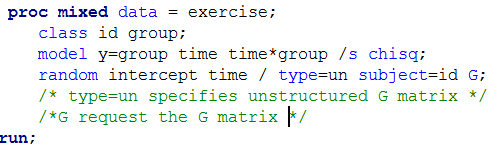 proc mixed data = exercise;
class id group;
model y=group time time*group /s chisq;
random intercept time / type=un subject=id G;
/* type=un specifies unstructured G matrix */
/*G request the G matrix */
run;